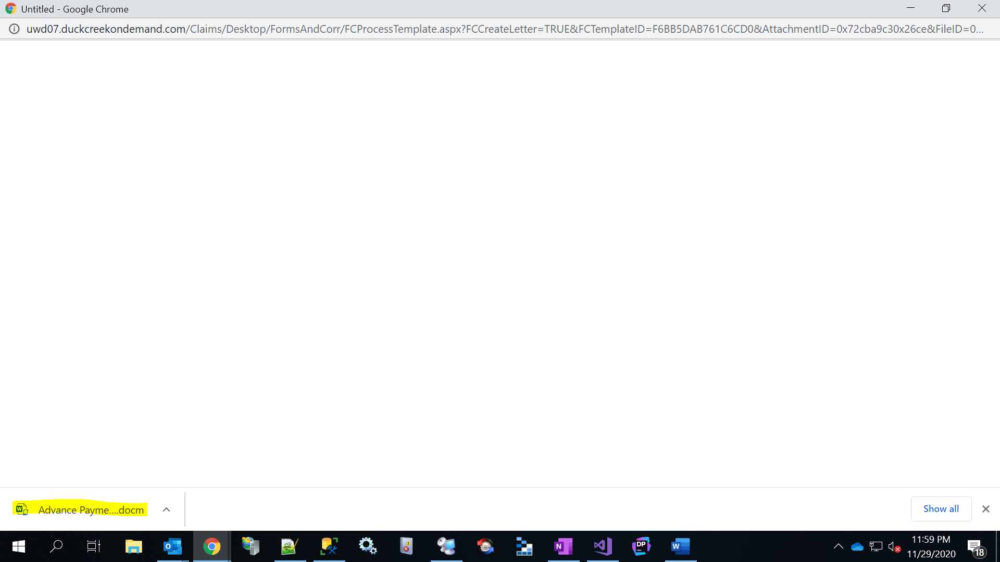 Untitled - Google Chrome
uwd07.duckcreekondemand.com/Claims/Desktop/FormsAndCorr/FCProcessTemplate.aspx?FCCreateLetter=TRUE&FCTemplateID=F6BB5DAB761C6CD0&AttachmentID=0x72cba9c30x26ce&FileID=0...
Advance Payme....docm
Show all
11:59 PM
11/29/2020
18